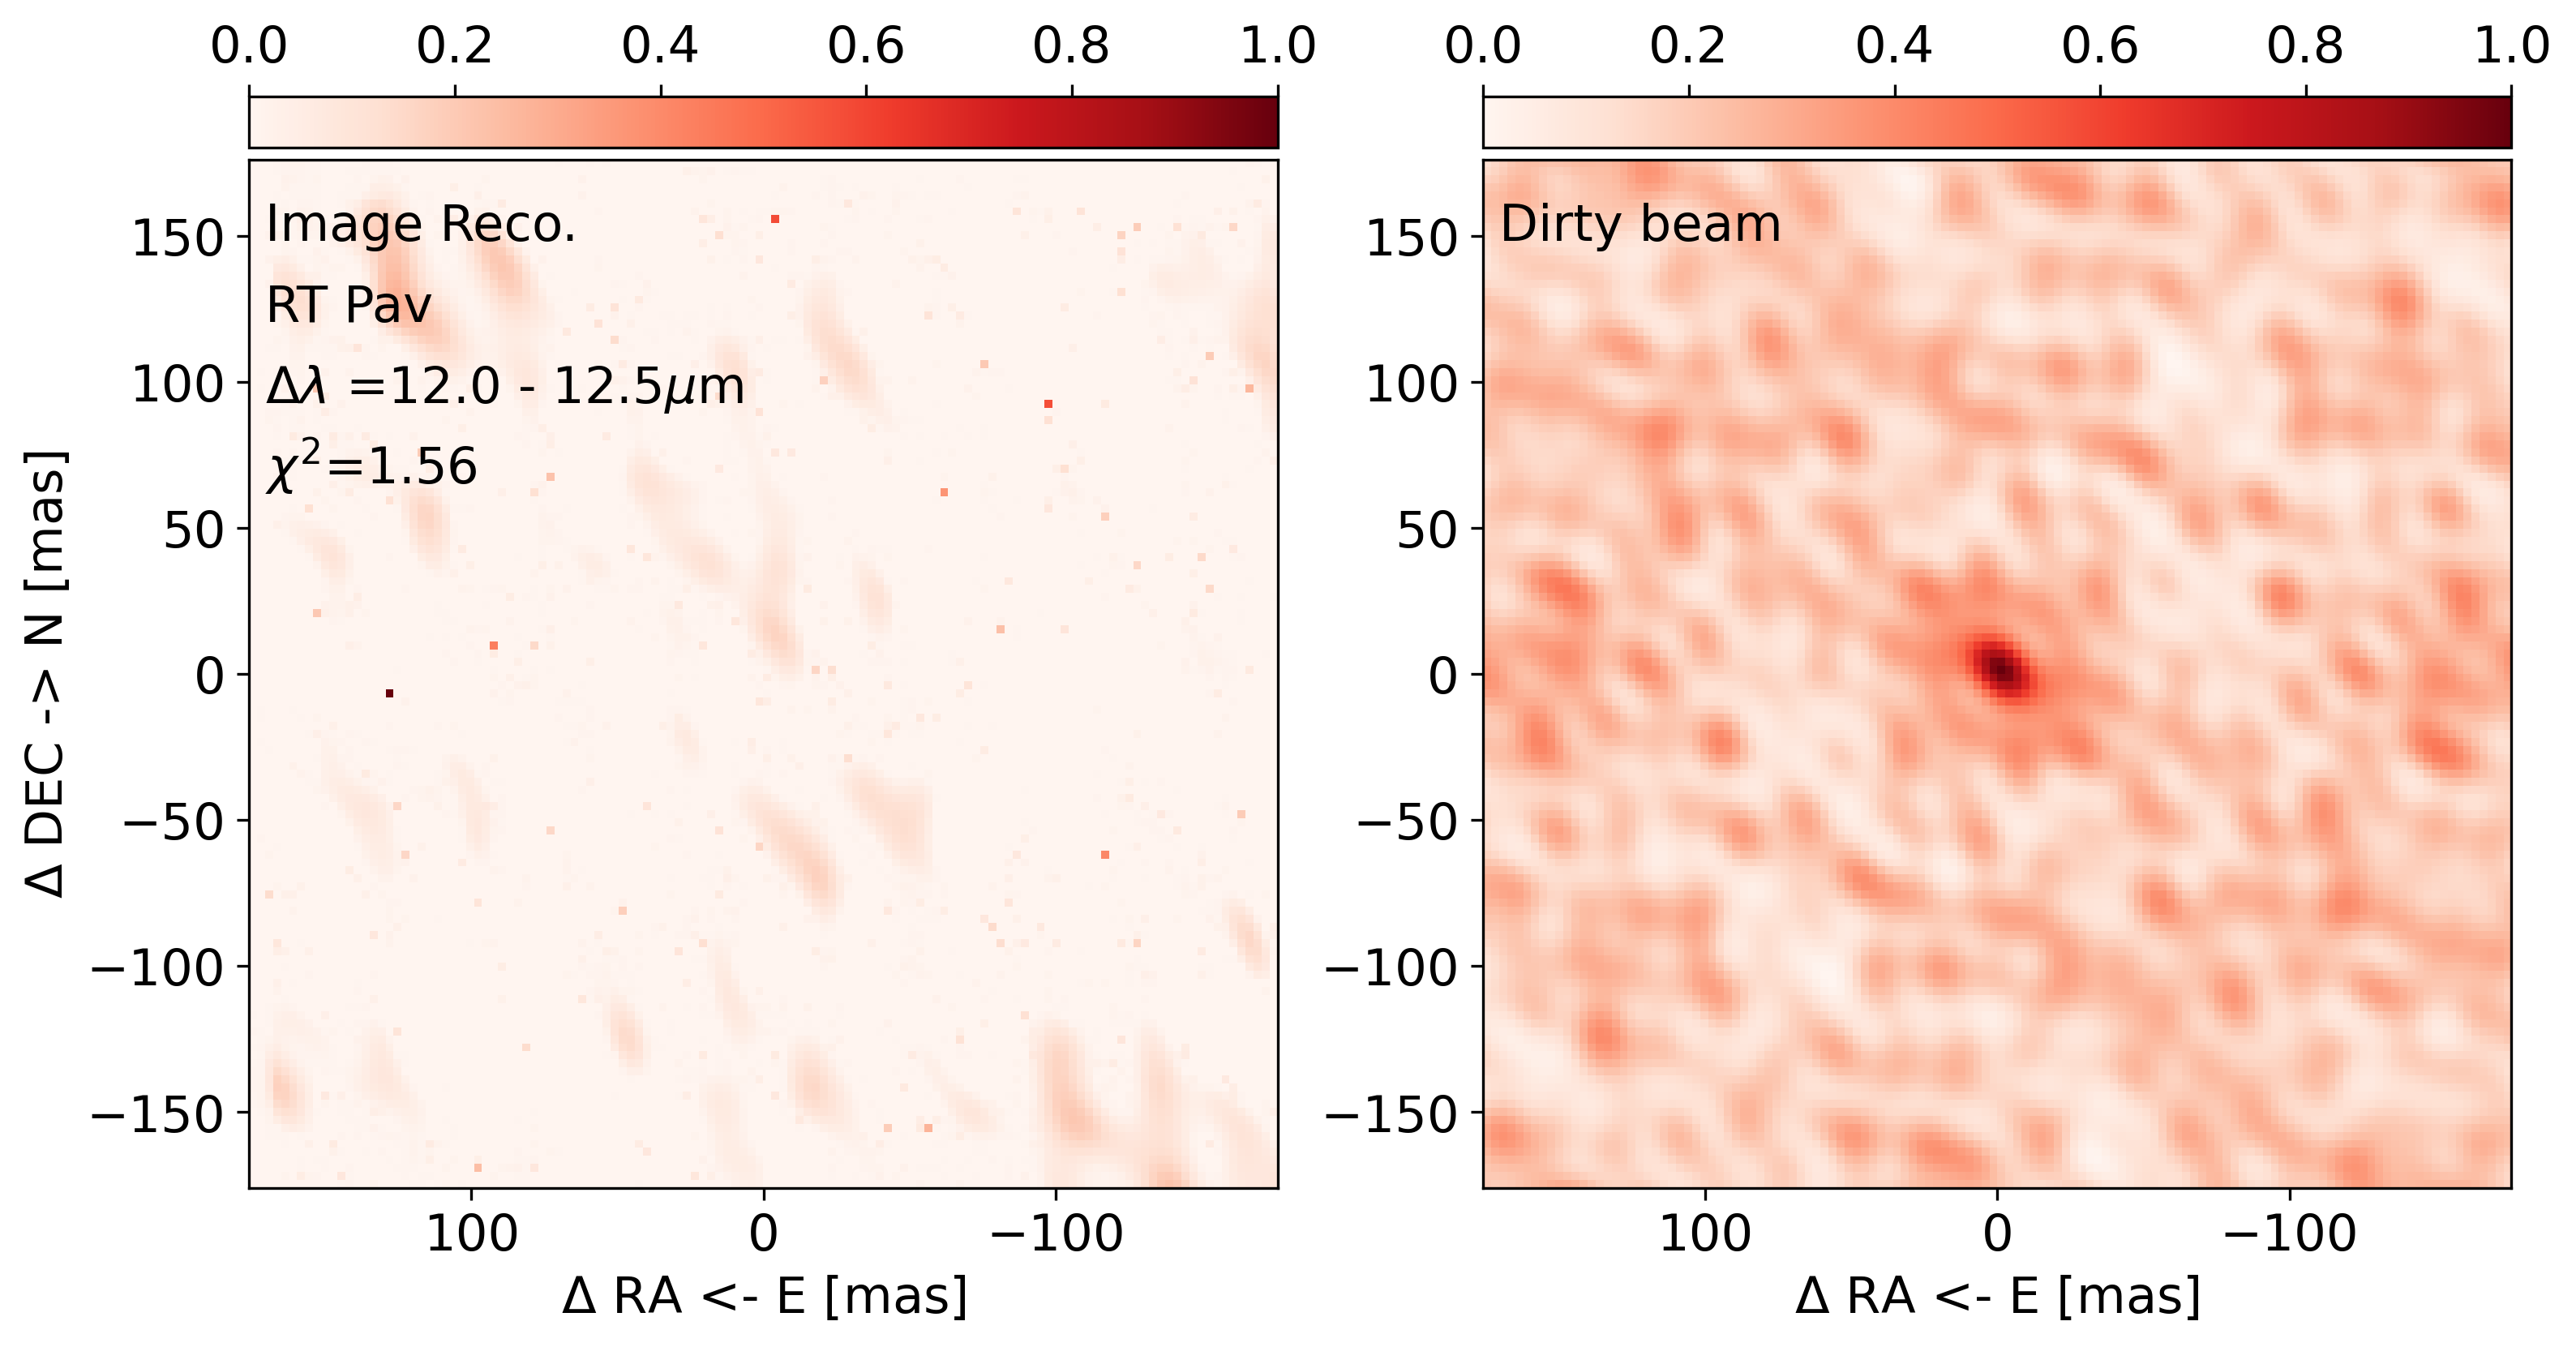 0.0 0.2 0.4 0.6 0.8 1.0
0.0 0.2 0.4 0.6 0.8 1.0
Image Reco.
RT Pav
Δλ =12.0 - 12.5μm
χ²=1.56
150
100
50
0
−50
−100
−150
Δ DEC -> N [mas]
100 0 −100
Δ RA <- E [mas]
Dirty beam
150
100
50
0
−50
−100
−150
100 0 −100
Δ RA <- E [mas]